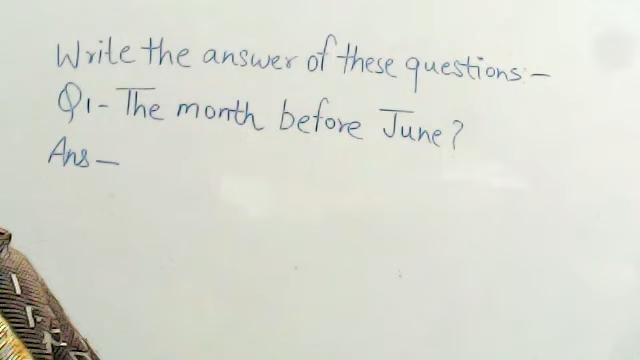 Write the answer of these questions:-
Q1- The month before June?
Ans-